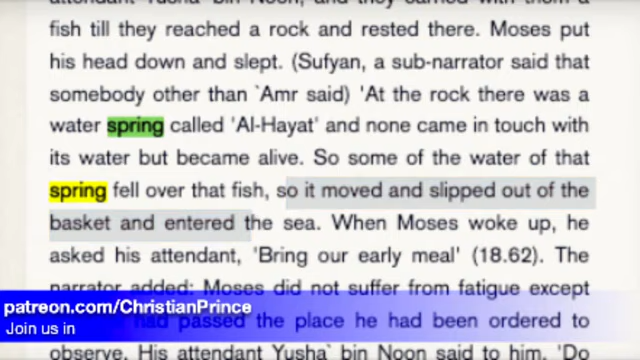 attendant Yusha` bin Noon, and they carried with them a
fish till they reached a rock and rested there. Moses put
his head down and slept. (Sufyan, a sub-narrator said that
somebody other than `Amr said) 'At the rock there was a
water spring called 'Al-Hayat' and none came in touch with
its water but became alive. So some of the water of that
spring fell over that fish, so it moved and slipped out of the
basket and entered the sea. When Moses woke up, he
asked his attendant, 'Bring our early meal' (18.62). The
narrator added: Moses did not suffer from fatigue except
patreon.com/ChristianPrince
had passed the place he had been ordered to
Join us in
observe. His attendant Yusha` bin Noon said to him, 'Do